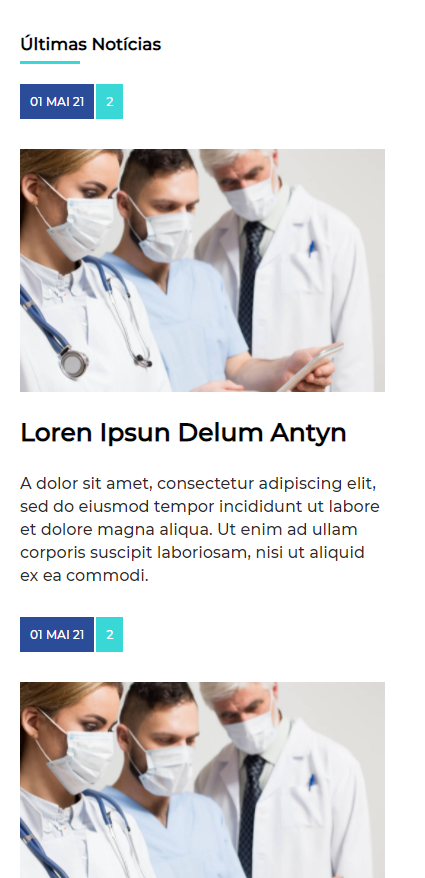 Últimas Notícias
01 MAI 21 2
Loren Ipsun Delum Antyn
A dolor sit amet, consectetur adipiscing elit,
sed do eiusmod tempor incididunt ut labore
et dolore magna aliqua. Ut enim ad ullam
corporis suscipit laboriosam, nisi ut aliquid
ex ea commodi.
01 MAI 21 2